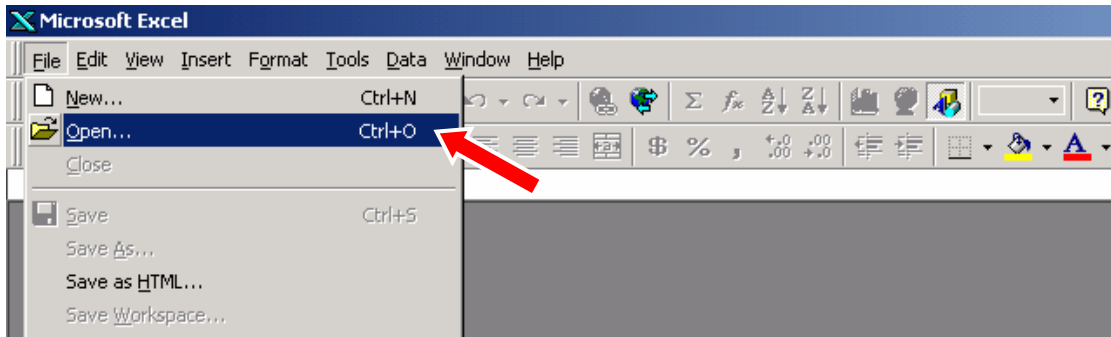 Microsoft Excel
File Edit View Insert Format Tools Data Window Help
New... Ctrl+N
Open... Ctrl+O
Close
Save Ctrl+S
Save As...
Save as HTML...
Save Workspace...